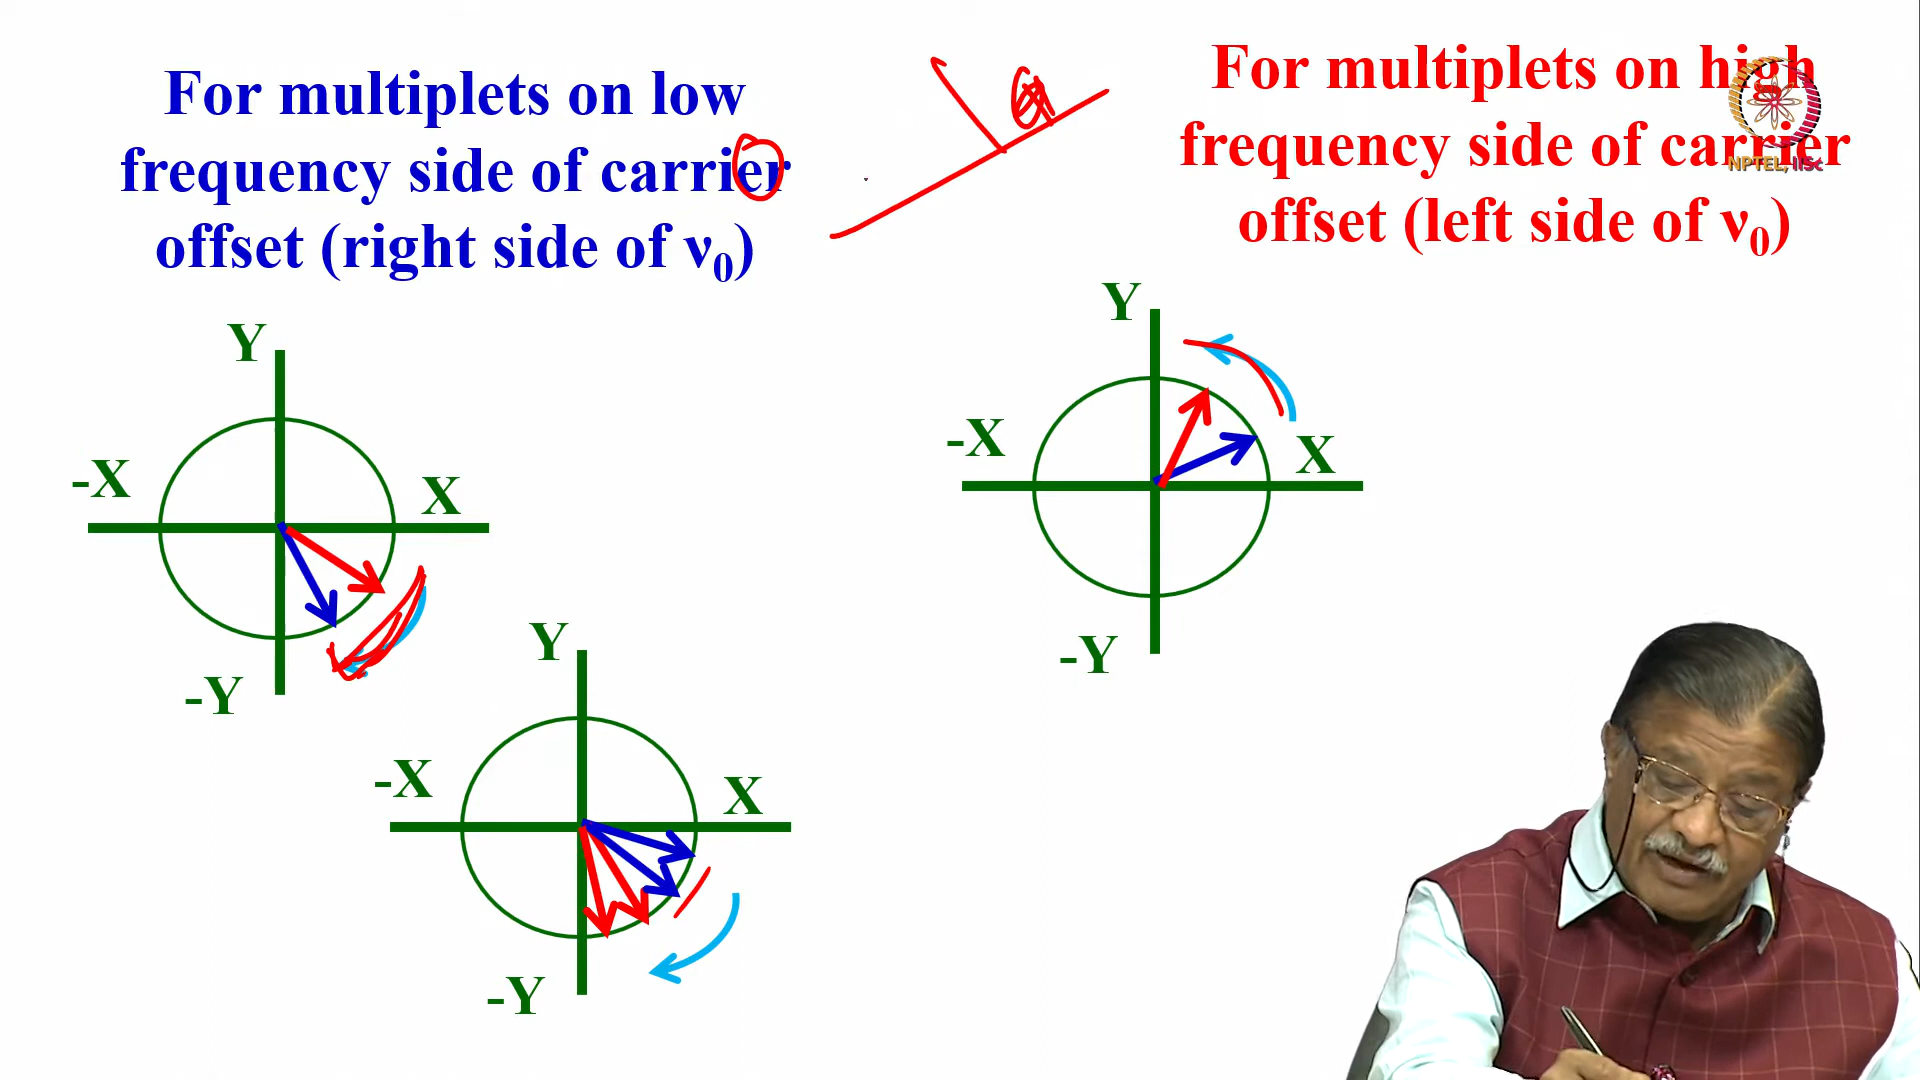 For multiplets on low
frequency side of carrier
offset (right side of ν₀)
For multiplets on high
frequency side of carrier
offset (left side of ν₀)
NPTEL, IISc
Y
-X
X
-Y
Y
-X
X
-Y
Y
-X
X
-Y